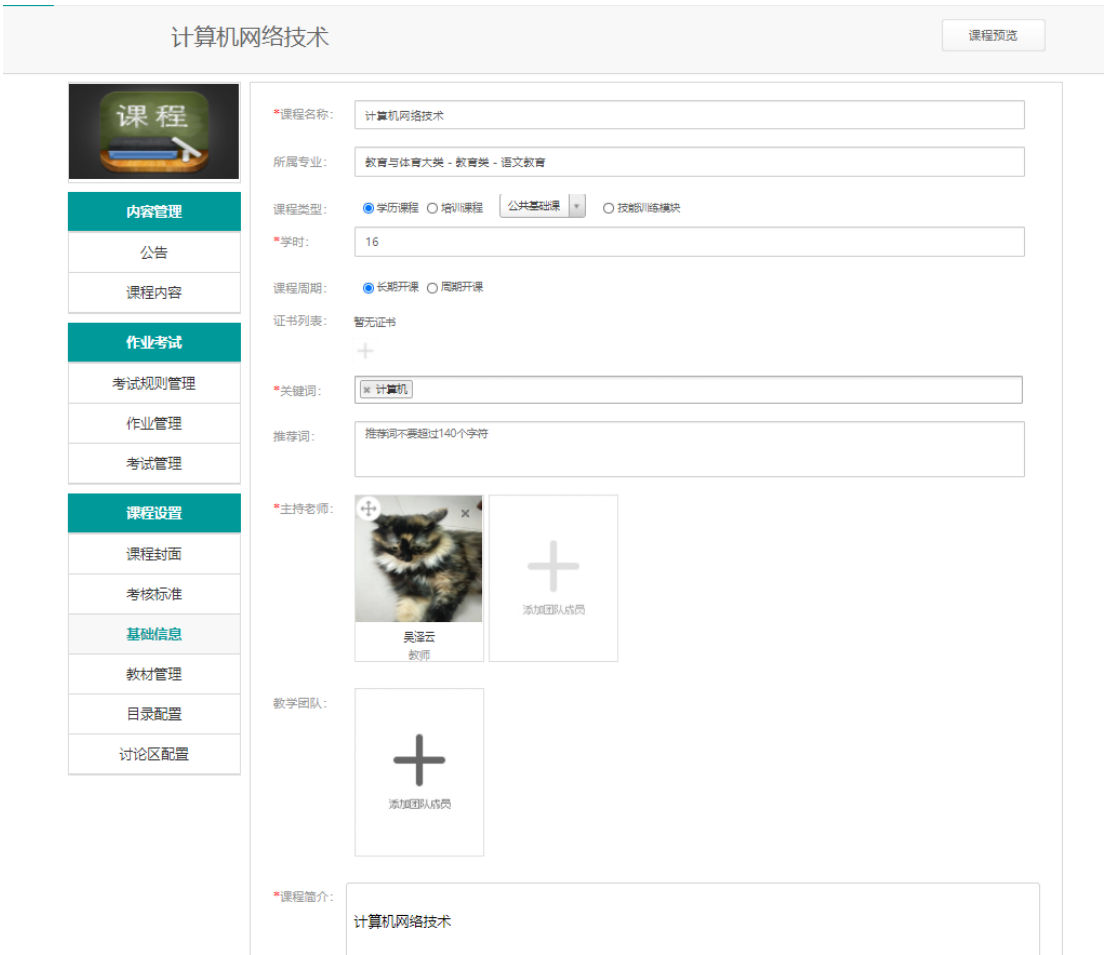 计算机网络技术
课程预览
课程
内容管理
公告
课程内容
作业考试
考试规则管理
作业管理
考试管理
课程设置
课程封面
考核标准
基础信息
教材管理
目录配置
讨论区配置
*课程名称: 计算机网络技术
所属专业: 教育与体育大类 - 教育类 - 语文教育
课程类型: 学历课程 培训课程 公共基础课 技能训练模块
*学时: 16
课程周期: 长期开课 周期开课
证书列表: 暂无证书
*关键词: × 计算机
推荐词: 推荐词不要超过140个字符
*主持老师:
吴泽云
教师
添加团队成员
教学团队:
添加团队成员
*课程简介:
计算机网络技术